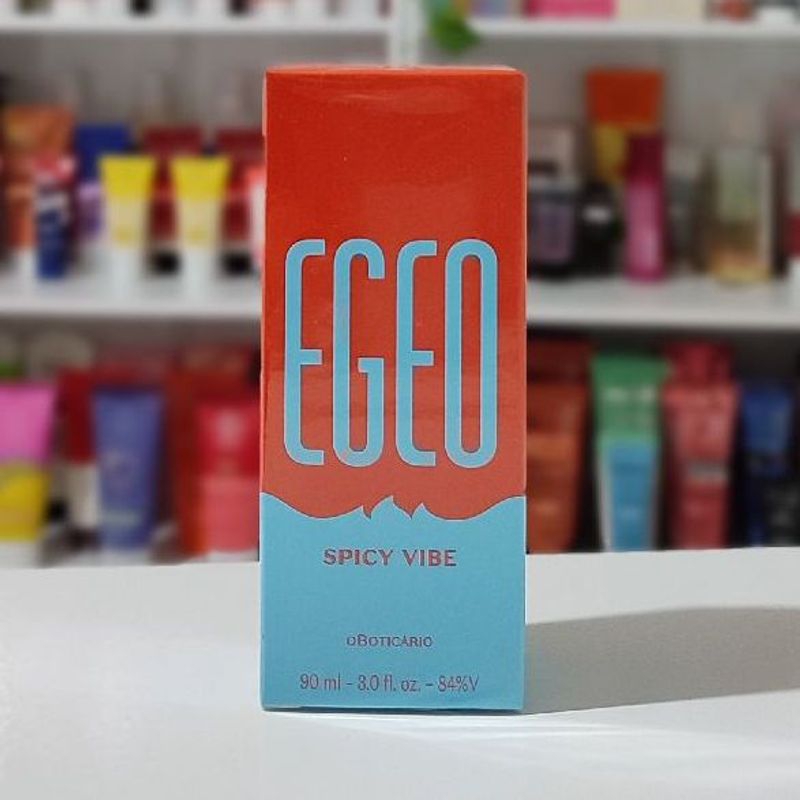 EGEO
SPICY VIBE
oBOTICÁRIO
90 ml - 3.0 fl. oz. - 84%V